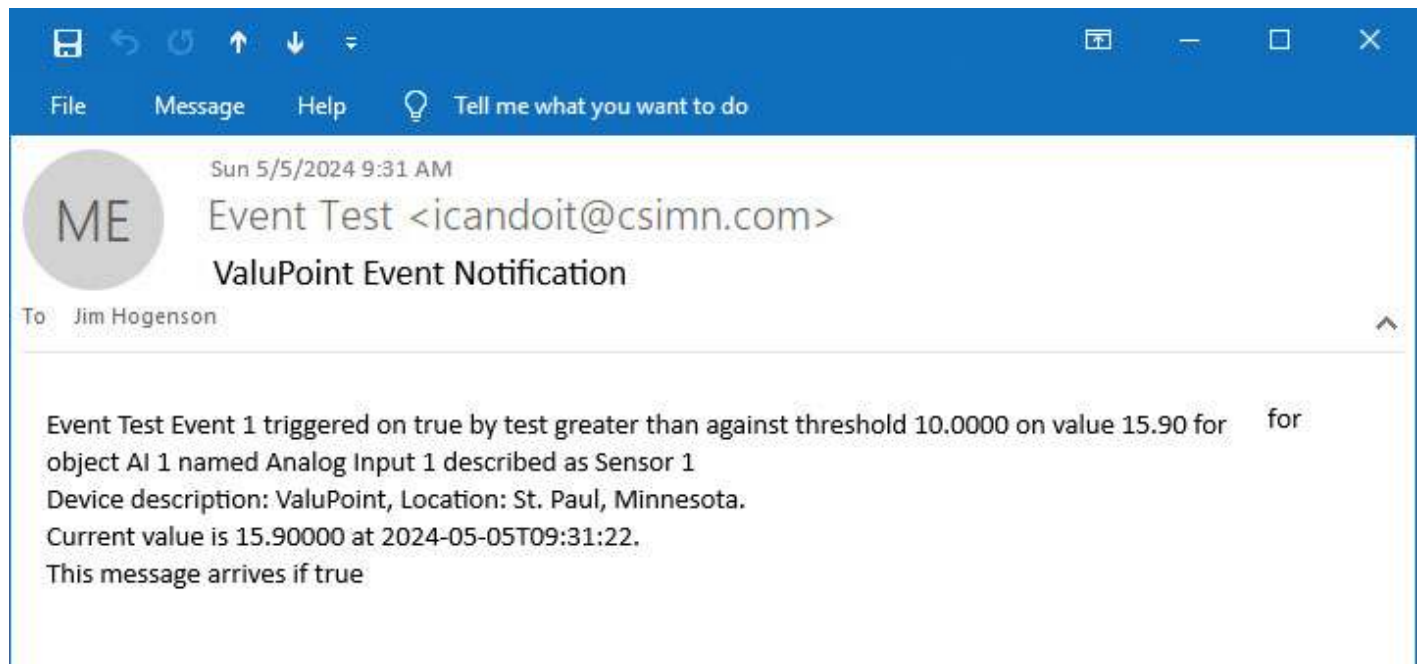 File Message Help Tell me what you want to do
Sun 5/5/2024 9:31 AM
ME
Event Test <icandoit@csimn.com>
ValuPoint Event Notification
To Jim Hogenson
Event Test Event 1 triggered on true by test greater than against threshold 10.0000 on value 15.90 for for
object AI 1 named Analog Input 1 described as Sensor 1
Device description: ValuPoint, Location: St. Paul, Minnesota.
Current value is 15.90000 at 2024-05-05T09:31:22.
This message arrives if true